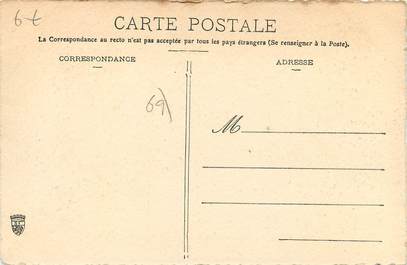 6€
CARTE POSTALE
La Correspondance au recto n'est pas acceptée par tous les pays étrangers (Se renseigner à la Poste).
CORRESPONDANCE
ADRESSE
69)
M